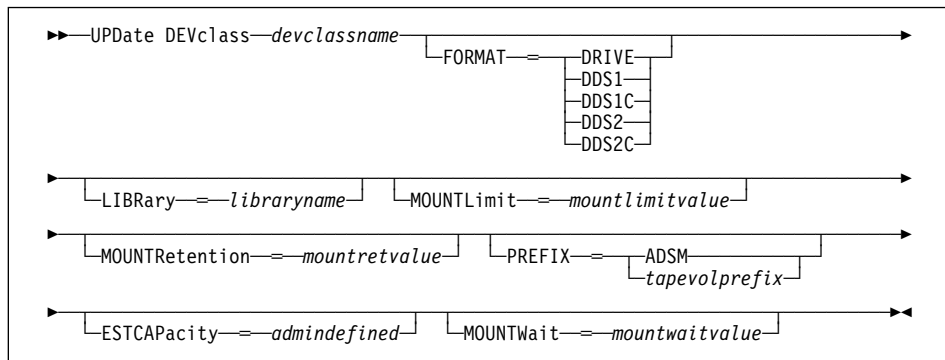 UPDate DEVclass devclassname
FORMAT = DRIVE
DDS1
DDS1C
DDS2
DDS2C
LIBRary = libraryname MOUNTLimit = mountlimitvalue
MOUNTRetention = mountretvalue PREFIX = ADSM
tapevolprefix
ESTCAPacity = admindefined MOUNTWait = mountwaitvalue